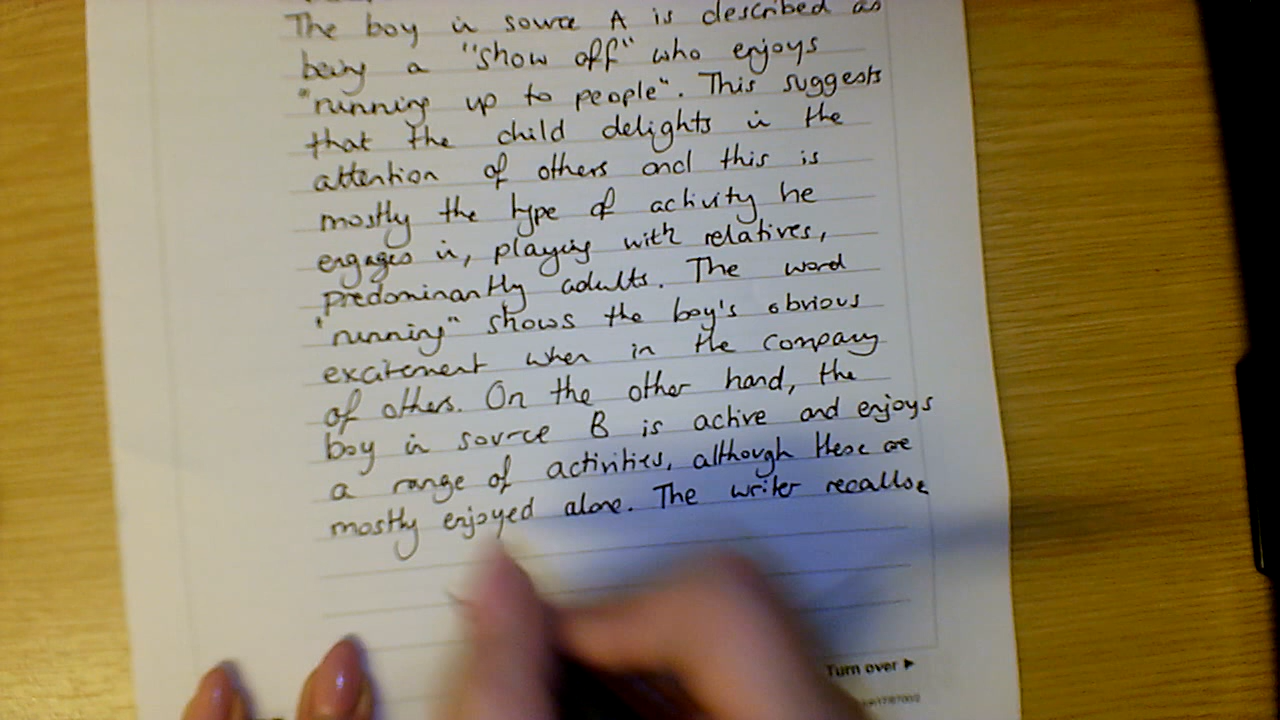 The boy in source A is described as
being a "show off" who enjoys
"running up to people". This suggests
that the child delights in the
attention of others and this is
mostly the type of activity he
engages in, playing with relatives,
predominantly adults. The word
"running" shows the boy's obvious
excitement when in the company
of others. On the other hand, the
boy in source B is active and enjoys
a range of activities, although these are
mostly enjoyed alone. The writer
Turn over ►